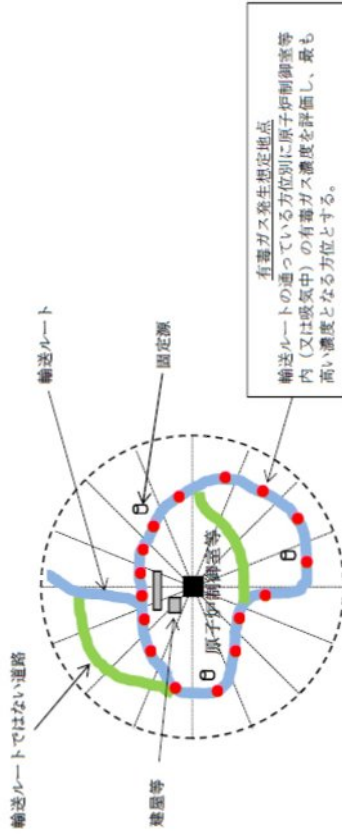 輸送ルートではない道路
輸送ルート
固定源
建屋等
原子炉制御室等
有毒ガス発生想定地点
輸送ルートの通っている方位別に原子炉制御室等
内（又は吸気中）の有毒ガス濃度を評価し、最も
高い濃度となる方位とする。